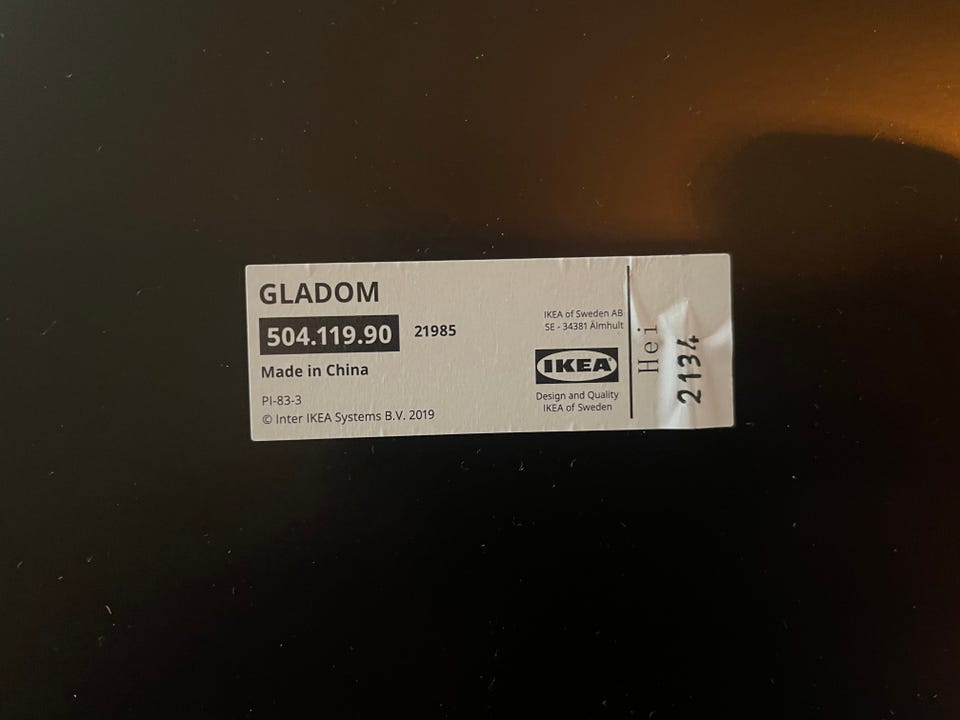 GLADOM
504.119.90 21985
Made in China
PI-83-3
© Inter IKEA Systems B.V. 2019
IKEA of Sweden AB
SE - 34381 Älmhult
IKEA
Design and Quality
IKEA of Sweden
Hei
2134